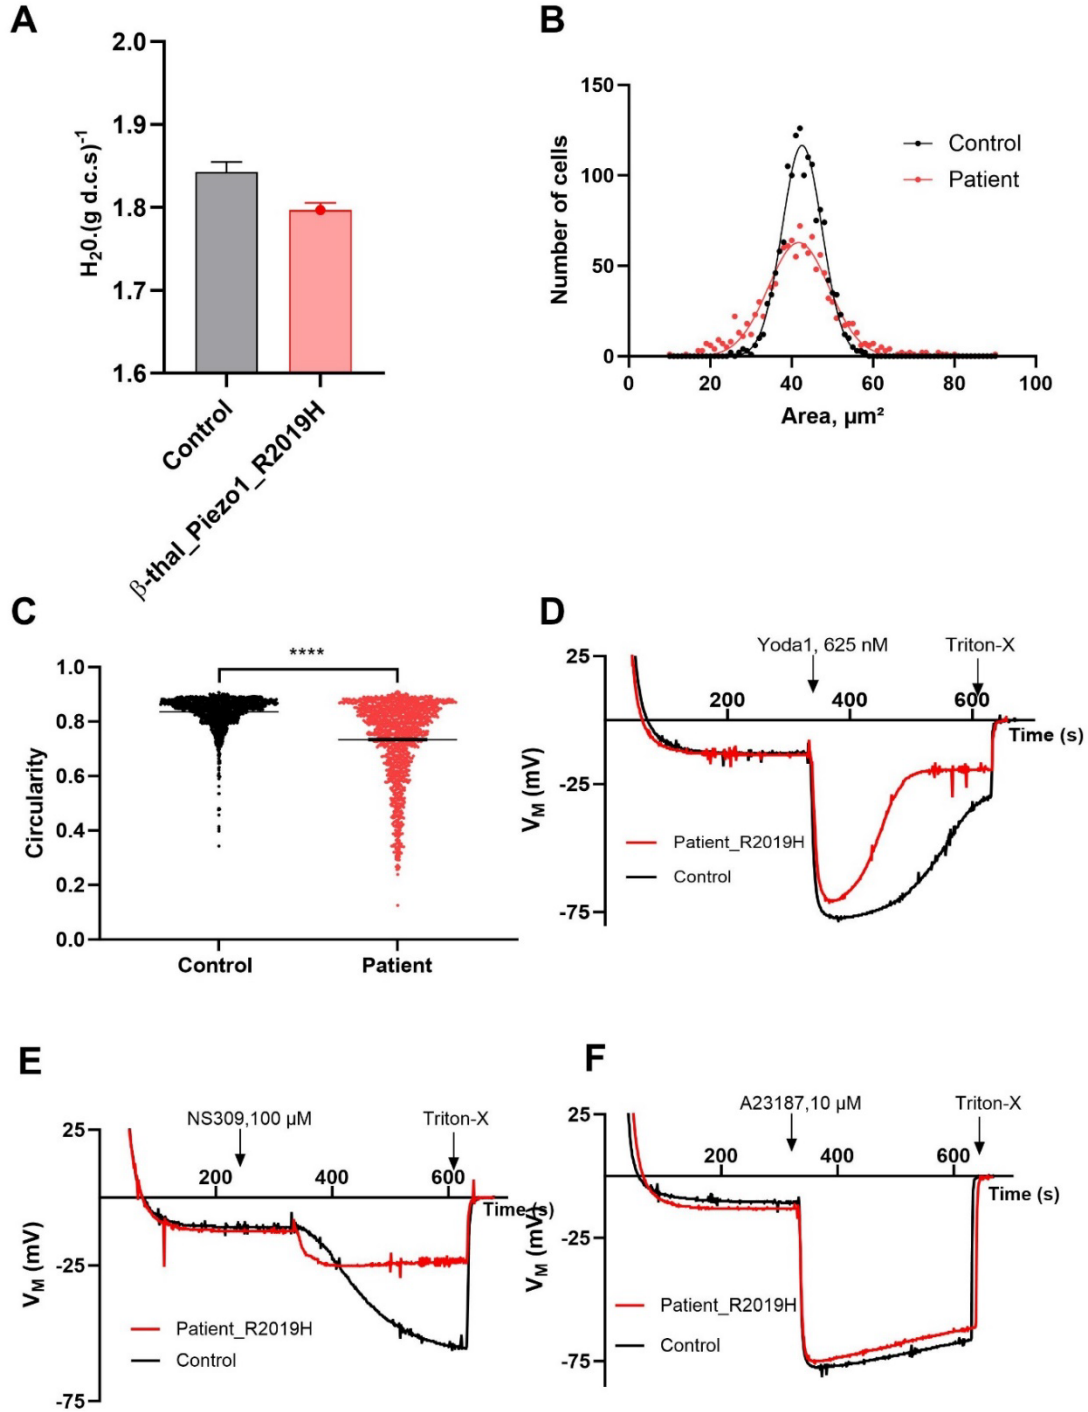 A
H₂0.(g d.c.s)⁻¹
2.0
1.9
1.8
1.7
1.6
Control
β-thal_Piezo1_R2019H
B
Number of cells
150
100
50
0
0 20 40 60 80 100
Area, µm²
Control
Patient
C
Circularity
1.0
0.8
0.6
0.4
0.2
0.0
****
Control Patient
D
Yoda1, 625 nM Triton-X
V_M (mV)
25
-25
-75
200 400 600
Time (s)
Patient_R2019H
Control
E
NS309,100 µM Triton-X
V_M (mV)
25
-25
-75
200 400 600
Time (s)
Patient_R2019H
Control
F
A23187,10 µM Triton-X
V_M (mV)
25
-25
-75
200 400 600
Time (s)
Patient_R2019H
Control